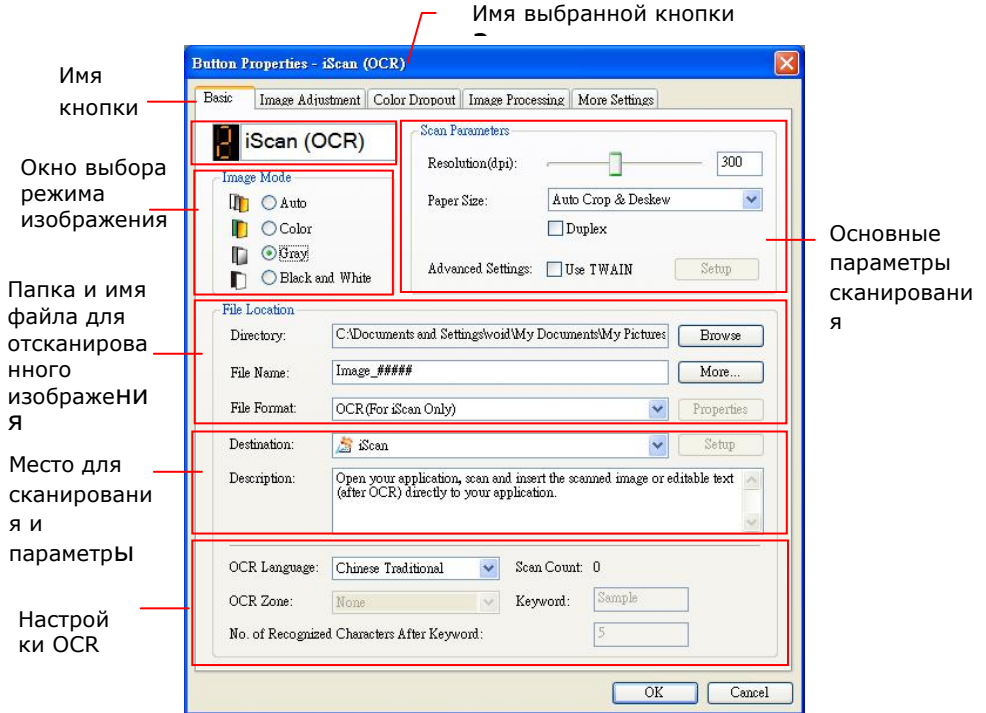 Имя выбранной кнопки
Button Properties - iScan (OCR)
Имя
кнопки
Basic Image Adjustment Color Dropout Image Processing More Settings
2 iScan (OCR)
Окно выбора
режима
изображения
Image Mode
Auto
Color
Gray
Black and White
Scan Parameters
Resolution(dpi): 300
Paper Size: Auto Crop & Deskew
Duplex
Advanced Settings: Use TWAIN Setup
Основные
параметры
сканировани
я
Папка и имя
файла для
отсканирова
нного
изображения
File Location
Directory: C:\Documents and Settings\void\My Documents\My Pictures Browse
File Name: Image_##### More...
File Format: OCR(For iScan Only) Properties
Место для
сканировани
я и
параметры
Destination: iScan Setup
Description: Open your application, scan and insert the scanned image or editable text
(after OCR) directly to your application.
Настрой
ки OCR
OCR Language: Chinese Traditional Scan Count: 0
OCR Zone: None Keyword: Sample
No. of Recognized Characters After Keyword: 5
OK Cancel